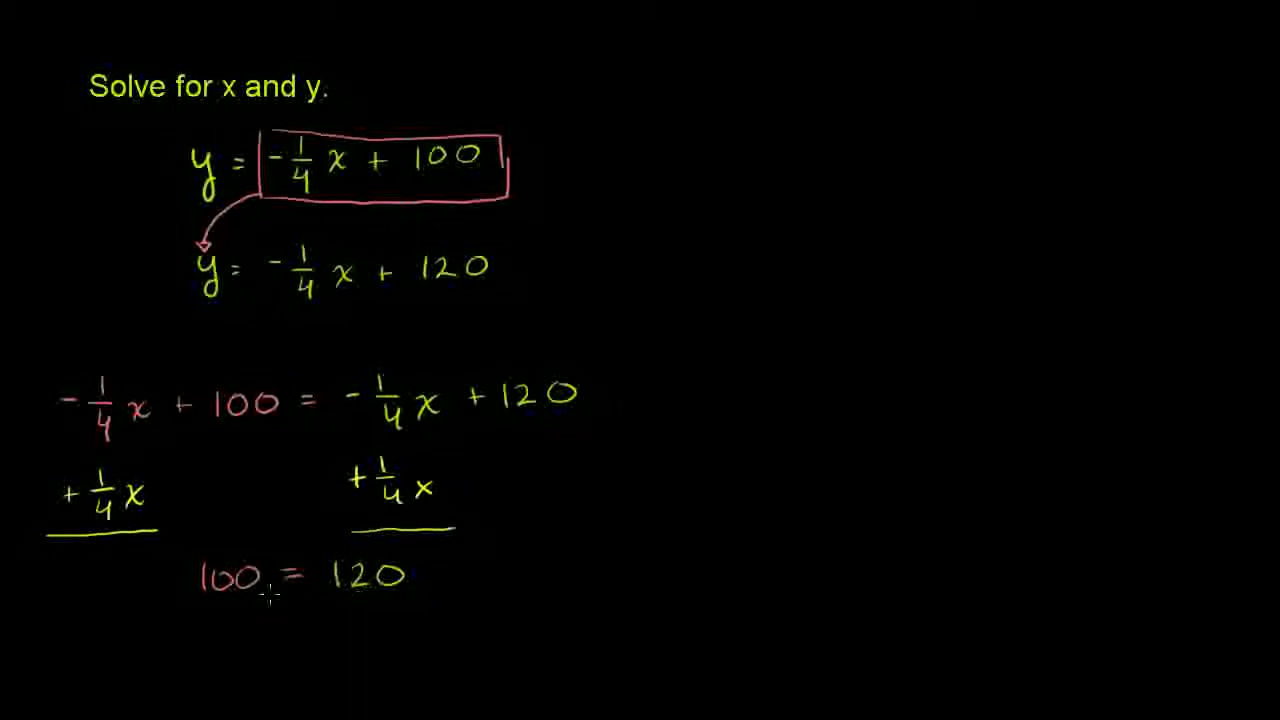 Solve for x and y.
y = -1/4 x + 100
y = -1/4 x + 120
-1/4 x + 100 = -1/4 x + 120
+1/4 x +1/4 x
100 = 120